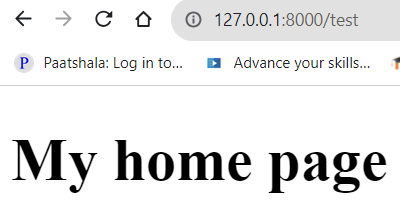 127.0.0.1:8000/test
P Paatshala: Log in to... Advance your skills...
My home page